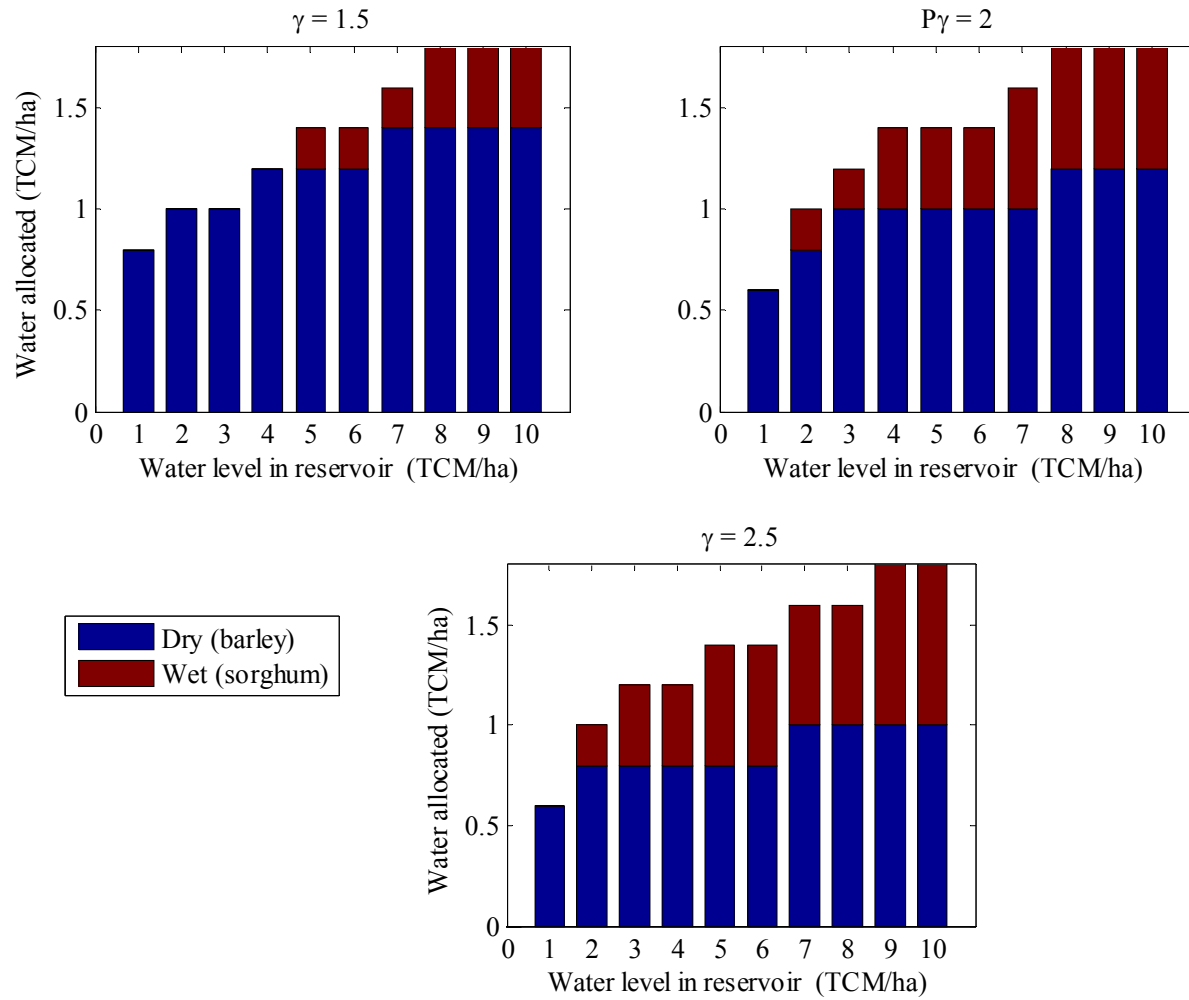 γ = 1.5
Water allocated (TCM/ha)
1.5
1
0.5
0
0 1 2 3 4 5 6 7 8 9 10
Water level in reservoir (TCM/ha)
Pγ = 2
1.5
1
0.5
0
0 1 2 3 4 5 6 7 8 9 10
Water level in reservoir (TCM/ha)
Dry (barley)
Wet (sorghum)
γ = 2.5
Water allocated (TCM/ha)
1.5
1
0.5
0
0 1 2 3 4 5 6 7 8 9 10
Water level in reservoir (TCM/ha)